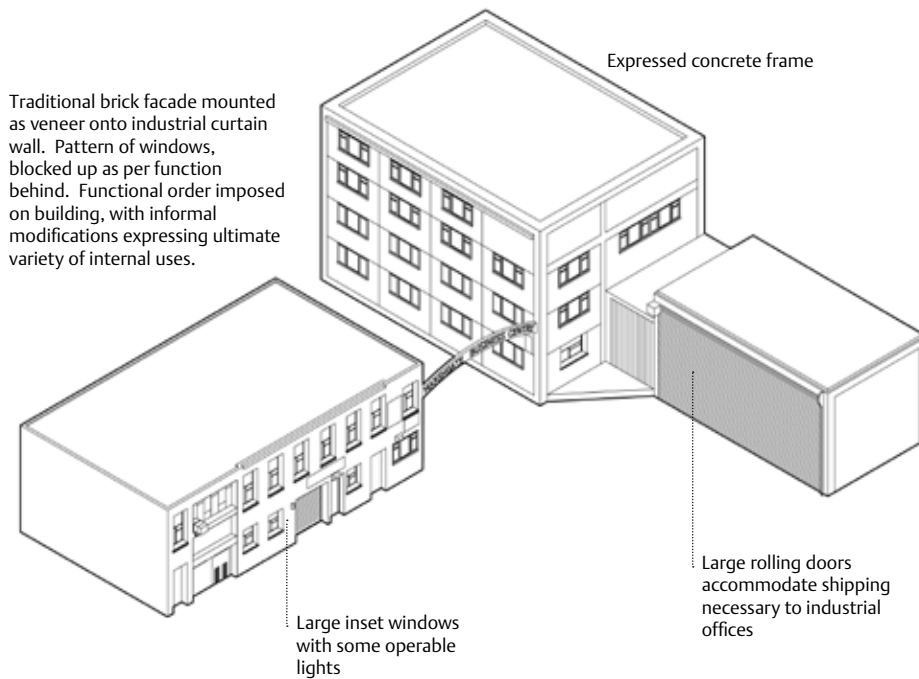 Expressed concrete frame
Traditional brick facade mounted
as veneer onto industrial curtain
wall. Pattern of windows,
blocked up as per function
behind. Functional order imposed
on building, with informal
modifications expressing ultimate
variety of internal uses.
BUSINESS CENTRE
Large rolling doors
accommodate shipping
necessary to industrial
offices
Large inset windows
with some operable
lights